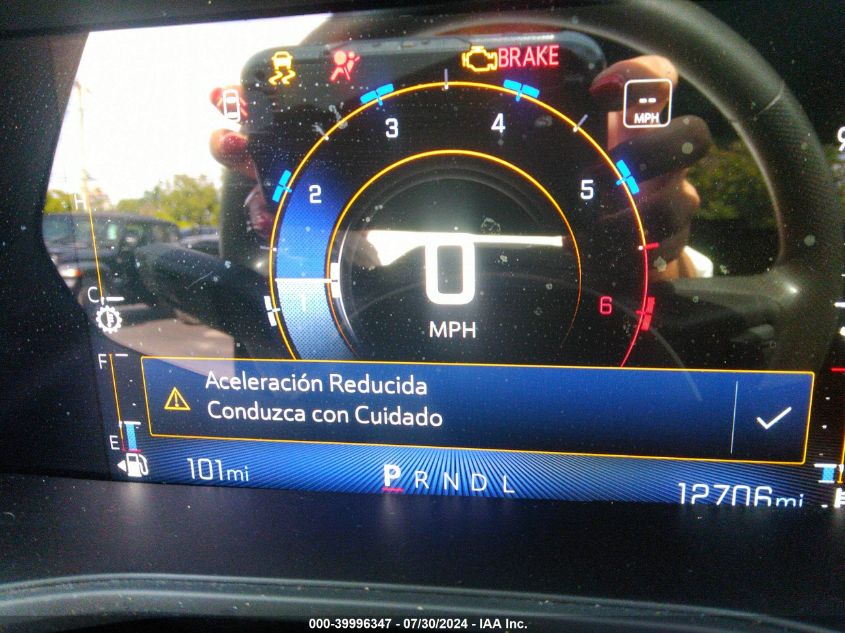 BRAKE
--
MPH
3
4
2
5
1
6
0
MPH
H
C
F
E
Aceleración Reducida
Conduzca con Cuidado
101mi
P R N D L
12706mi
000-39996347 - 07/30/2024 - IAA Inc.